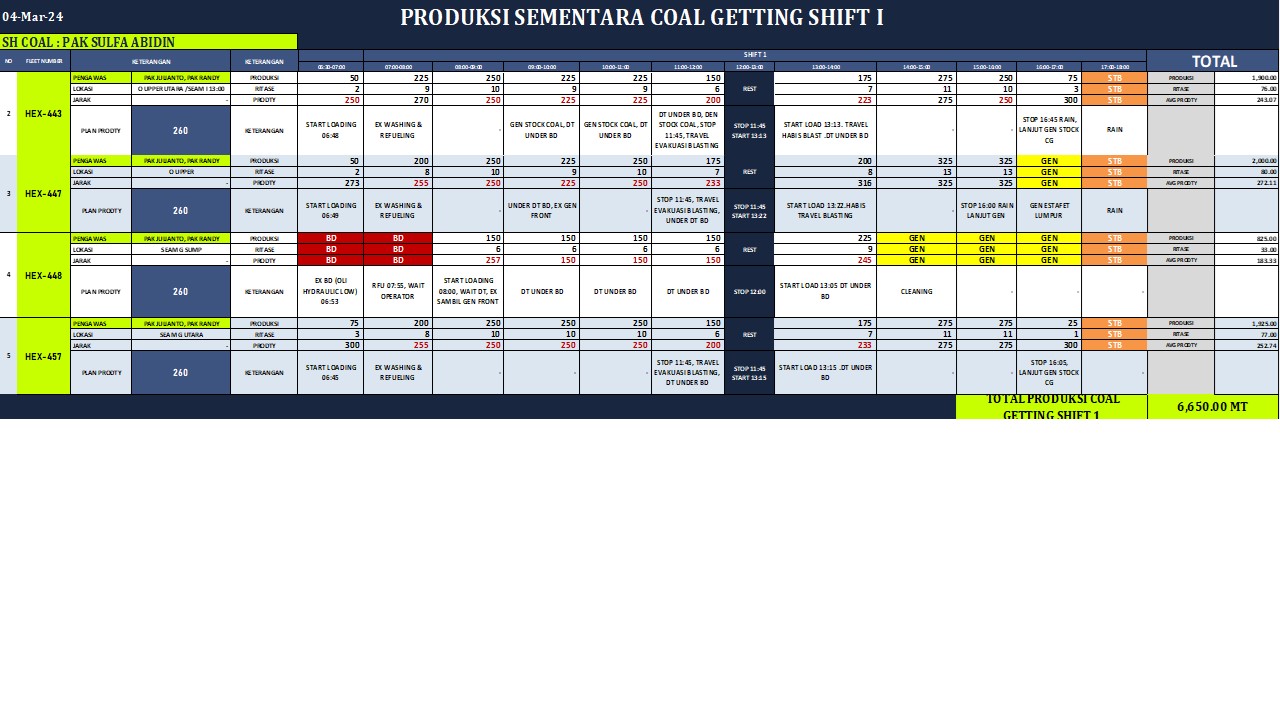 04-Mar-24 PRODUKSI SEMENTARA COAL GETTING SHIFT I
SH COAL : PAK SULFA ABIDIN
NO FLEET NUMBER KETERANGAN KETERANGAN SHIFT 1 TOTAL
06:30-07:00 07:00-08:00 08:00-09:00 09:00-10:00 10:00-11:00 11:00-12:00 12:00-13:00 13:00-14:00 14:00-15:00 15:00-16:00 16:00-17:00 17:00-18:00
2 HEX-443
PENGAWAS PAK JULIANTO, PAK RANDY PRODUKSI 50 225 250 225 225 150 REST 175 275 250 75 STB PRODUKSI 1,900.00
LOKASI O UPPER UTARA /SEAM I 13:00 RITASE 2 9 10 9 9 6 7 11 10 3 STB RITASE 76.00
JARAK - PRODTY 250 270 250 225 225 200 223 275 250 300 STB AVG PRODTY 243.07
PLAN PRODTY 260 KETERANGAN START LOADING 06:48 EX WASHING & REFUELING - GEN STOCK COAL, DT UNDER BD GEN STOCK COAL, DT UNDER BD DT UNDER BD, DEN STOCK COAL, STOP 11:45, TRAVEL EVAKUASI BLASTING STOP 11:45 START 13:13 START LOAD 13:13. TRAVEL HABIS BLAST .DT UNDER BD - - STOP 16:45 RAIN, LANJUT GEN STOCK CG RAIN
3 HEX-447
PENGAWAS PAK JULIANTO, PAK RANDY PRODUKSI 50 200 250 225 250 175 REST 200 325 325 GEN STB PRODUKSI 2,000.00
LOKASI O UPPER RITASE 2 8 10 9 10 7 8 13 13 GEN STB RITASE 80.00
JARAK - PRODTY 273 255 250 225 250 233 316 325 325 GEN STB AVG PRODTY 272.11
PLAN PRODTY 260 KETERANGAN START LOADING 06:49 EX WASHING & REFUELING - UNDER DT BD, EX GEN FRONT - STOP 11:45, TRAVEL EVAKUASI BLASTING, UNDER DT BD STOP 11:45 START 13:22 START LOAD 13:22.HABIS TRAVEL BLASTING - STOP 16:00 RAIN LANJUT GEN GEN ESTAFET LUMPUR RAIN
4 HEX-448
PENGAWAS PAK JULIANTO, PAK RANDY PRODUKSI BD BD 150 150 150 150 REST 225 GEN GEN GEN STB PRODUKSI 825.00
LOKASI SEAM G SUMP RITASE BD BD 6 6 6 6 9 GEN GEN GEN STB RITASE 33.00
JARAK - PRODTY BD BD 257 150 150 150 245 GEN GEN GEN STB AVG PRODTY 183.33
PLAN PRODTY 260 KETERANGAN EX BD (OLI HYDRAULIC LOW) 06:53 RFU 07:55, WAIT OPERATOR START LOADING 08:00, WAIT DT, EX SAMBIL GEN FRONT DT UNDER BD DT UNDER BD DT UNDER BD STOP 12:00 START LOAD 13:05 DT UNDER BD CLEANING - - -
5 HEX-457
PENGAWAS PAK JULIANTO, PAK RANDY PRODUKSI 75 200 250 250 250 150 REST 175 275 275 25 STB PRODUKSI 1,925.00
LOKASI SEAM G UTARA RITASE 3 8 10 10 10 6 7 11 11 1 STB RITASE 77.00
JARAK - PRODTY 300 255 250 250 250 200 233 275 275 300 STB AVG PRODTY 252.74
PLAN PRODTY 260 KETERANGAN START LOADING 06:45 EX WASHING & REFUELING - - - STOP 11:45, TRAVEL EVAKUASI BLASTING, DT UNDER BD STOP 11:45 START 13:15 START LOAD 13:15 .DT UNDER BD - - STOP 16:05, LANJUT GEN STOCK CG -
TOTAL PRODUKSI COAL GETTING SHIFT 1 6,650.00 MT